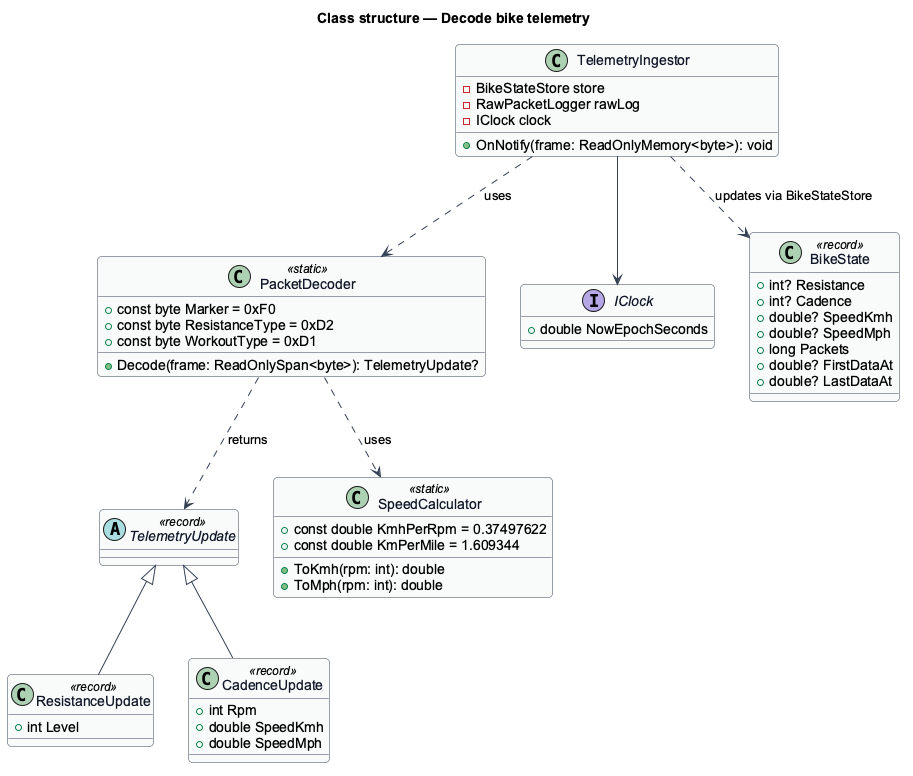 Class structure — Decode bike telemetry
C TelemetryIngestor
BikeStateStore store
RawPacketLogger rawLog
IClock clock
OnNotify(frame: ReadOnlyMemory<byte>): void
uses
updates via BikeStateStore
C «static»
PacketDecoder
const byte Marker = 0xF0
const byte ResistanceType = 0xD2
const byte WorkoutType = 0xD1
Decode(frame: ReadOnlySpan<byte>): TelemetryUpdate?
I IClock
double NowEpochSeconds
C «record»
BikeState
int? Resistance
int? Cadence
double? SpeedKmh
double? SpeedMph
long Packets
double? FirstDataAt
double? LastDataAt
returns
uses
A «record»
TelemetryUpdate
C «static»
SpeedCalculator
const double KmhPerRpm = 0.37497622
const double KmPerMile = 1.609344
ToKmh(rpm: int): double
ToMph(rpm: int): double
C «record»
ResistanceUpdate
int Level
C «record»
CadenceUpdate
int Rpm
double SpeedKmh
double SpeedMph